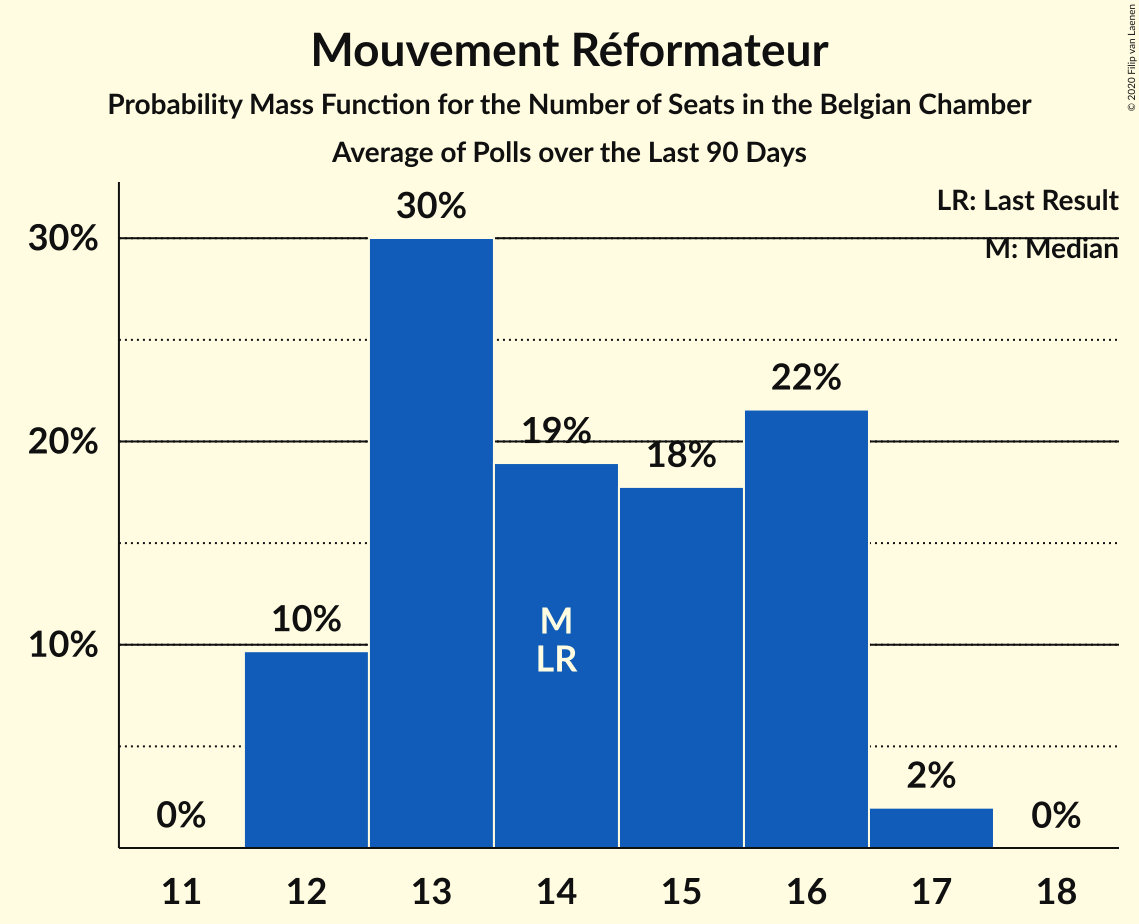 Mouvement Réformateur
Probability Mass Function for the Number of Seats in the Belgian Chamber
Average of Polls over the Last 90 Days
© 2020 Filip van Laenen
LR: Last Result
M: Median
30%
20%
10%
0%
10%
30%
19%
18%
22%
2%
0%
M
LR
11 12 13 14 15 16 17 18